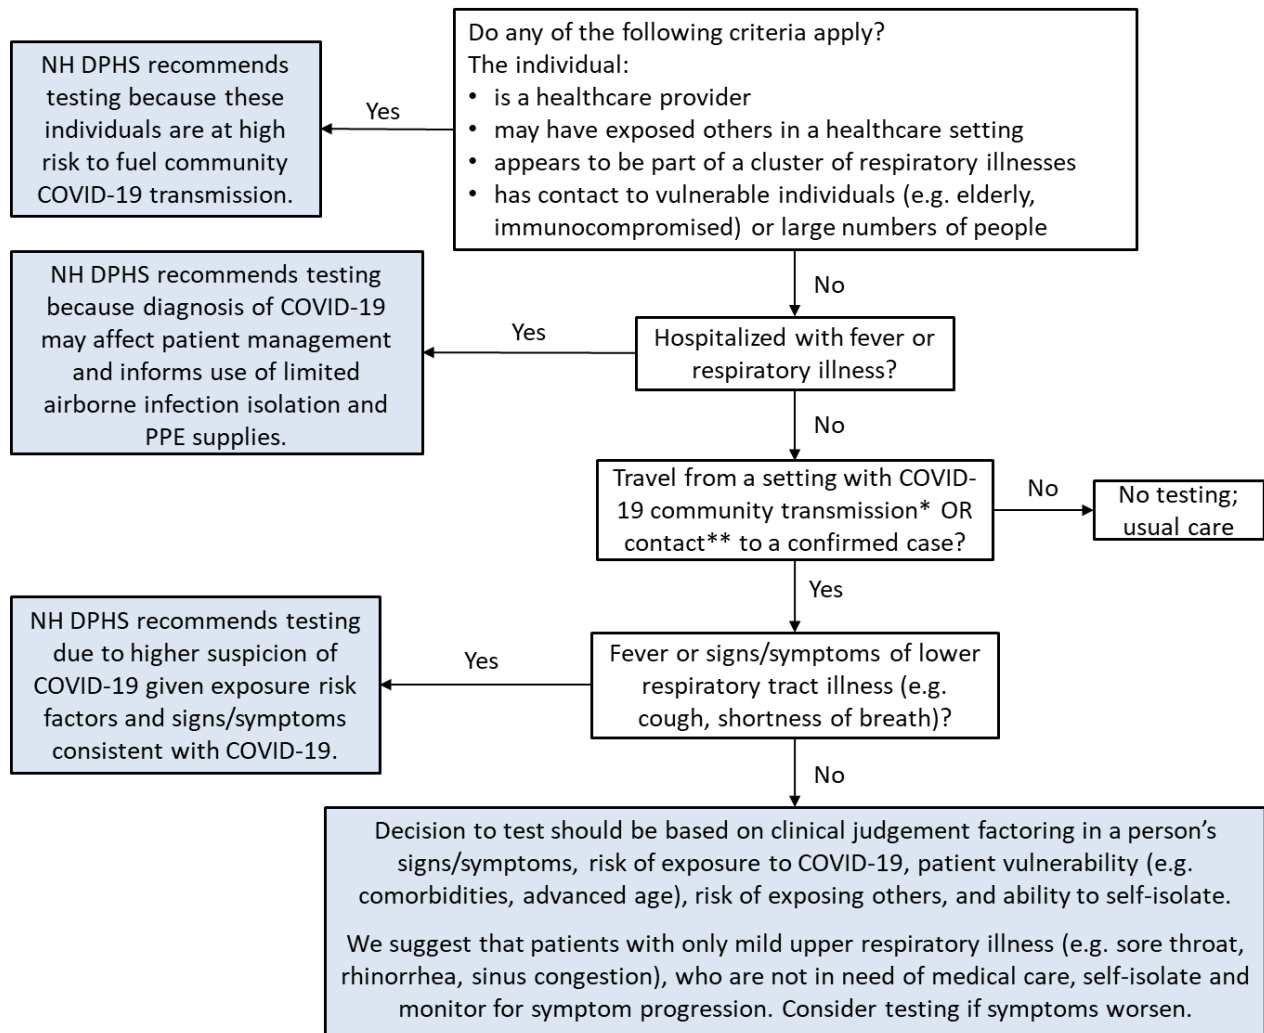 Do any of the following criteria apply?
The individual:
• is a healthcare provider
• may have exposed others in a healthcare setting
• appears to be part of a cluster of respiratory illnesses
• has contact to vulnerable individuals (e.g. elderly,
immunocompromised) or large numbers of people
Yes
NH DPHS recommends
testing because these
individuals are at high
risk to fuel community
COVID-19 transmission.
No
Hospitalized with fever or
respiratory illness?
Yes
NH DPHS recommends testing
because diagnosis of COVID-19
may affect patient management
and informs use of limited
airborne infection isolation and
PPE supplies.
No
Travel from a setting with COVID-
19 community transmission* OR
contact** to a confirmed case?
No
No testing;
usual care
Yes
Fever or signs/symptoms of lower
respiratory tract illness (e.g.
cough, shortness of breath)?
Yes
NH DPHS recommends testing
due to higher suspicion of
COVID-19 given exposure risk
factors and signs/symptoms
consistent with COVID-19.
No
Decision to test should be based on clinical judgement factoring in a person’s
signs/symptoms, risk of exposure to COVID-19, patient vulnerability (e.g.
comorbidities, advanced age), risk of exposing others, and ability to self-isolate.
We suggest that patients with only mild upper respiratory illness (e.g. sore throat,
rhinorrhea, sinus congestion), who are not in need of medical care, self-isolate and
monitor for symptom progression. Consider testing if symptoms worsen.